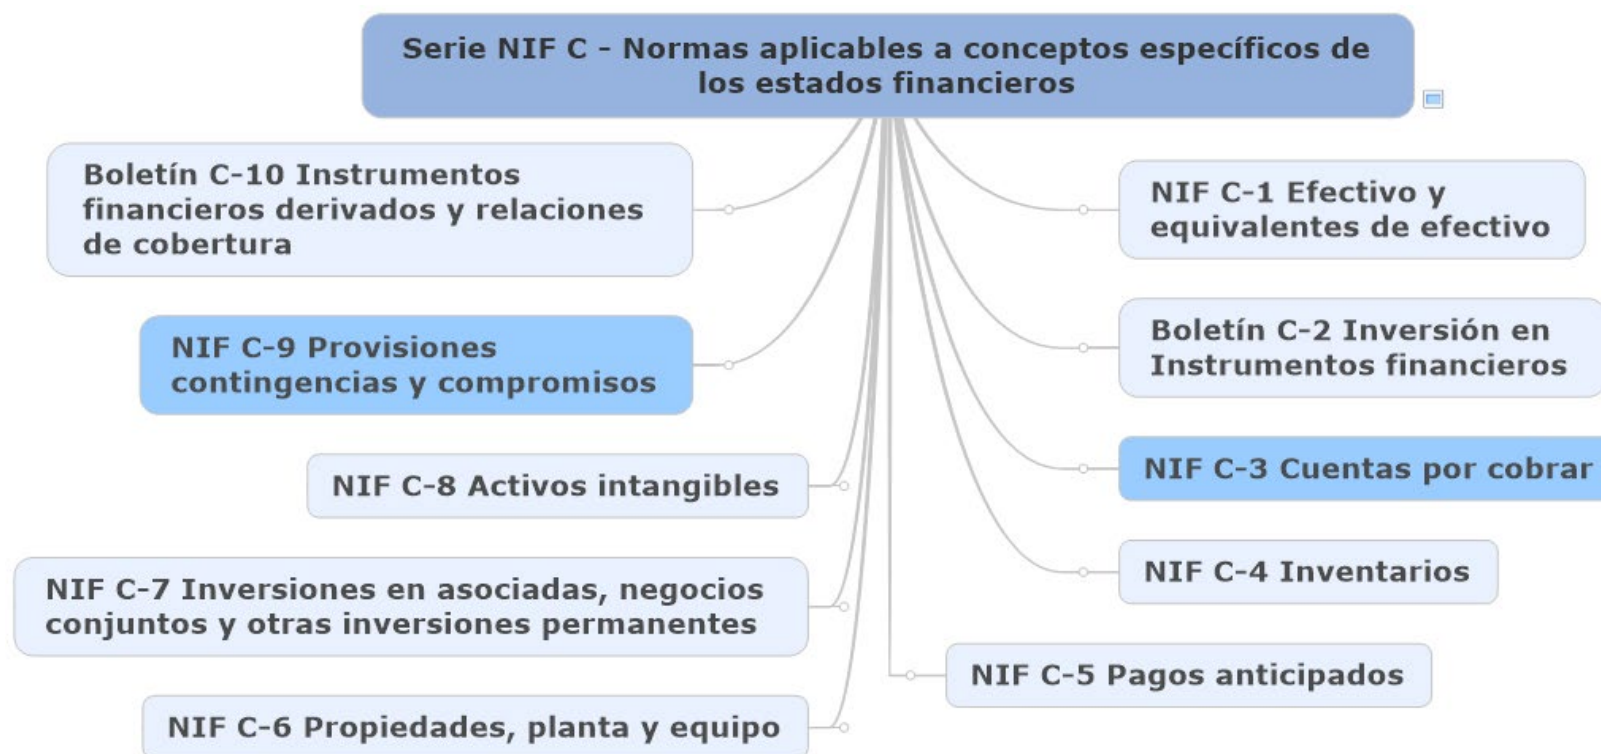 Serie NIF C - Normas aplicables a conceptos específicos de
los estados financieros
Boletín C-10 Instrumentos
financieros derivados y relaciones
de cobertura
NIF C-9 Provisiones
contingencias y compromisos
NIF C-8 Activos intangibles
NIF C-7 Inversiones en asociadas, negocios
conjuntos y otras inversiones permanentes
NIF C-6 Propiedades, planta y equipo
NIF C-1 Efectivo y
equivalentes de efectivo
Boletín C-2 Inversión en
Instrumentos financieros
NIF C-3 Cuentas por cobrar
NIF C-4 Inventarios
NIF C-5 Pagos anticipados